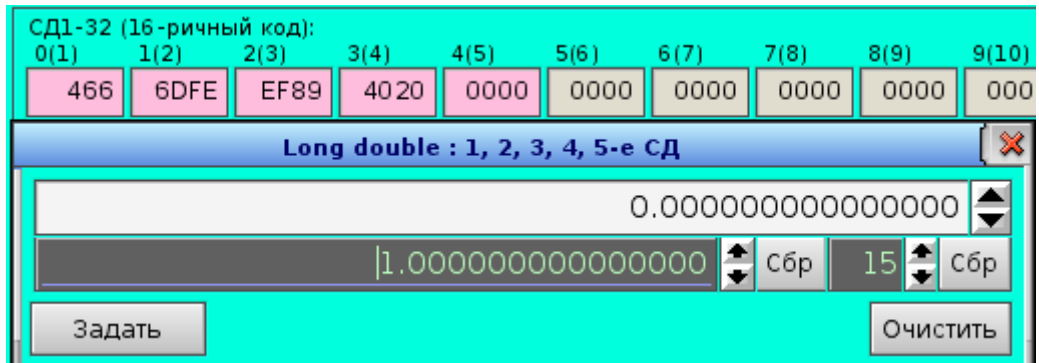 СД1-32 (16-ричный код):
0(1) 1(2) 2(3) 3(4) 4(5) 5(6) 6(7) 7(8) 8(9) 9(10)
466 6DFE EF89 4020 0000 0000 0000 0000 0000 000
Long double : 1, 2, 3, 4, 5-е СД
0.000000000000000
1.000000000000000 Сбр 15 Сбр
Задать Очистить